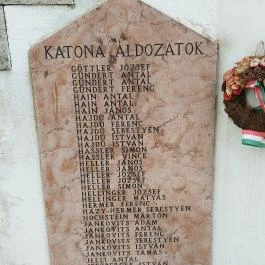 KATONA ÁLDOZATOK
GÖTTLER JÓZSEF
GUNDERT ANTAL
GUNDERT ANTAL
GUNDERT FERENC
HAIN ANTAL
HAIN ANTAL
HAIN JÁNOS
HAJDU ANTAL
HAJDU FERENC
HAJDU SEBESTYÉN
HAJDU ISTVÁN
HAJDU ISTVÁN
HASSLER SIMON
HASSLER VINCE
HELLER JÁNOS
HELLER JÁNOS
HELLER JÓZSEF
HELLER JÓZSEF
HELLER SIMON
HELLINGER JÓZSEF
HELLINGER MÁTYÁS
HERMER FERENC
HÁZY-HERMER SEBESTYÉN
HOCHSTEIN MÁRTON
JANKOVITS ÁDÁM
JANKOVITS ANTAL
JANKOVITS FERENC
JANKOVITS SEBESTYÉN
JANKOVITS ISTVÁN
JANKOVITS TAMÁS
JELLI ANTAL
ISTVÁN